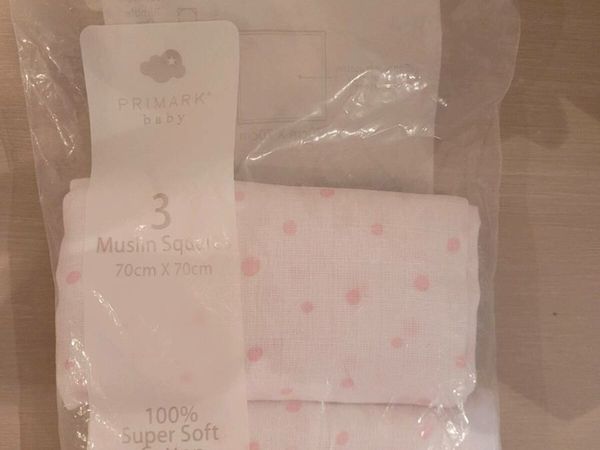 PRIMARK®
baby
3
Muslin Squares
70cm X 70cm
100%
Super Soft